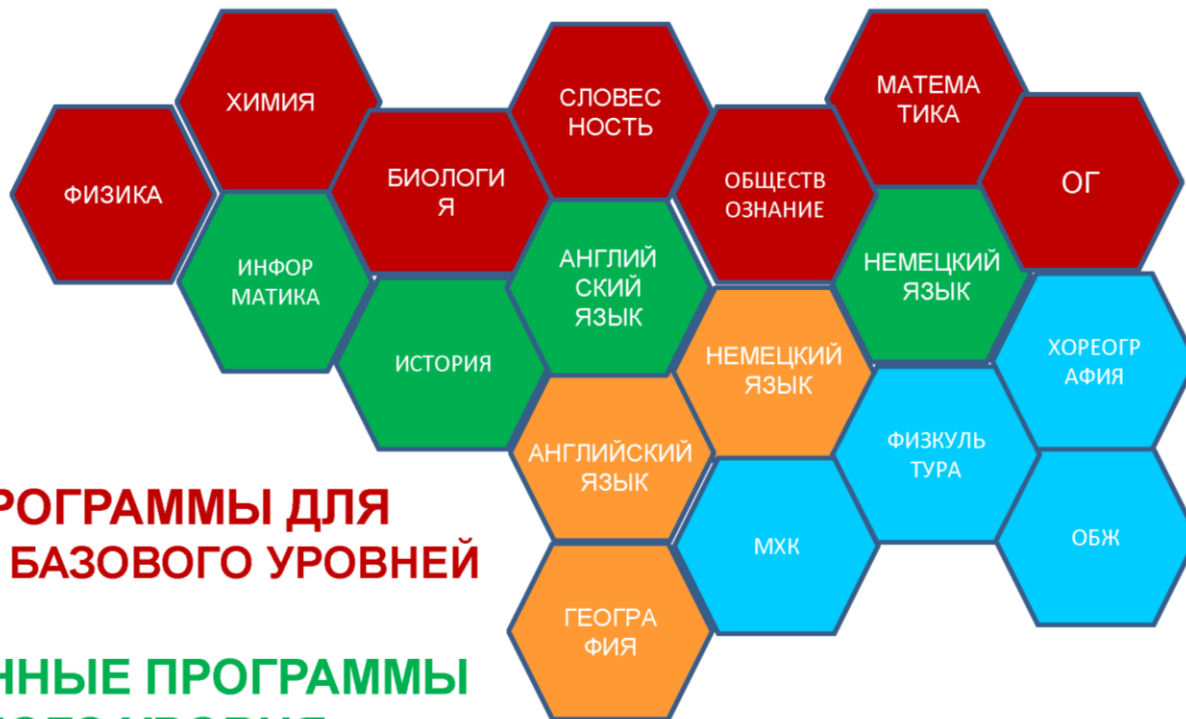 ХИМИЯ
СЛОВЕС
НОСТЬ
МАТЕМА
ТИКА
ФИЗИКА
БИОЛОГИ
Я
ОБЩЕСТВ
ОЗНАНИЕ
ОГ
ИНФОР
МАТИКА
АНГЛИЙ
СКИЙ
ЯЗЫК
НЕМЕЦКИЙ
ЯЗЫК
ИСТОРИЯ
НЕМЕЦКИЙ
ЯЗЫК
ХОРЕОГР
АФИЯ
АНГЛИЙСКИЙ
ЯЗЫК
ФИЗКУЛЬ
ТУРА
МХК
ОБЖ
ГЕОГРА
ФИЯ
РОГРАММЫ ДЛЯ
БАЗОВОГО УРОВНЕЙ
ННЫЕ ПРОГРАММЫ